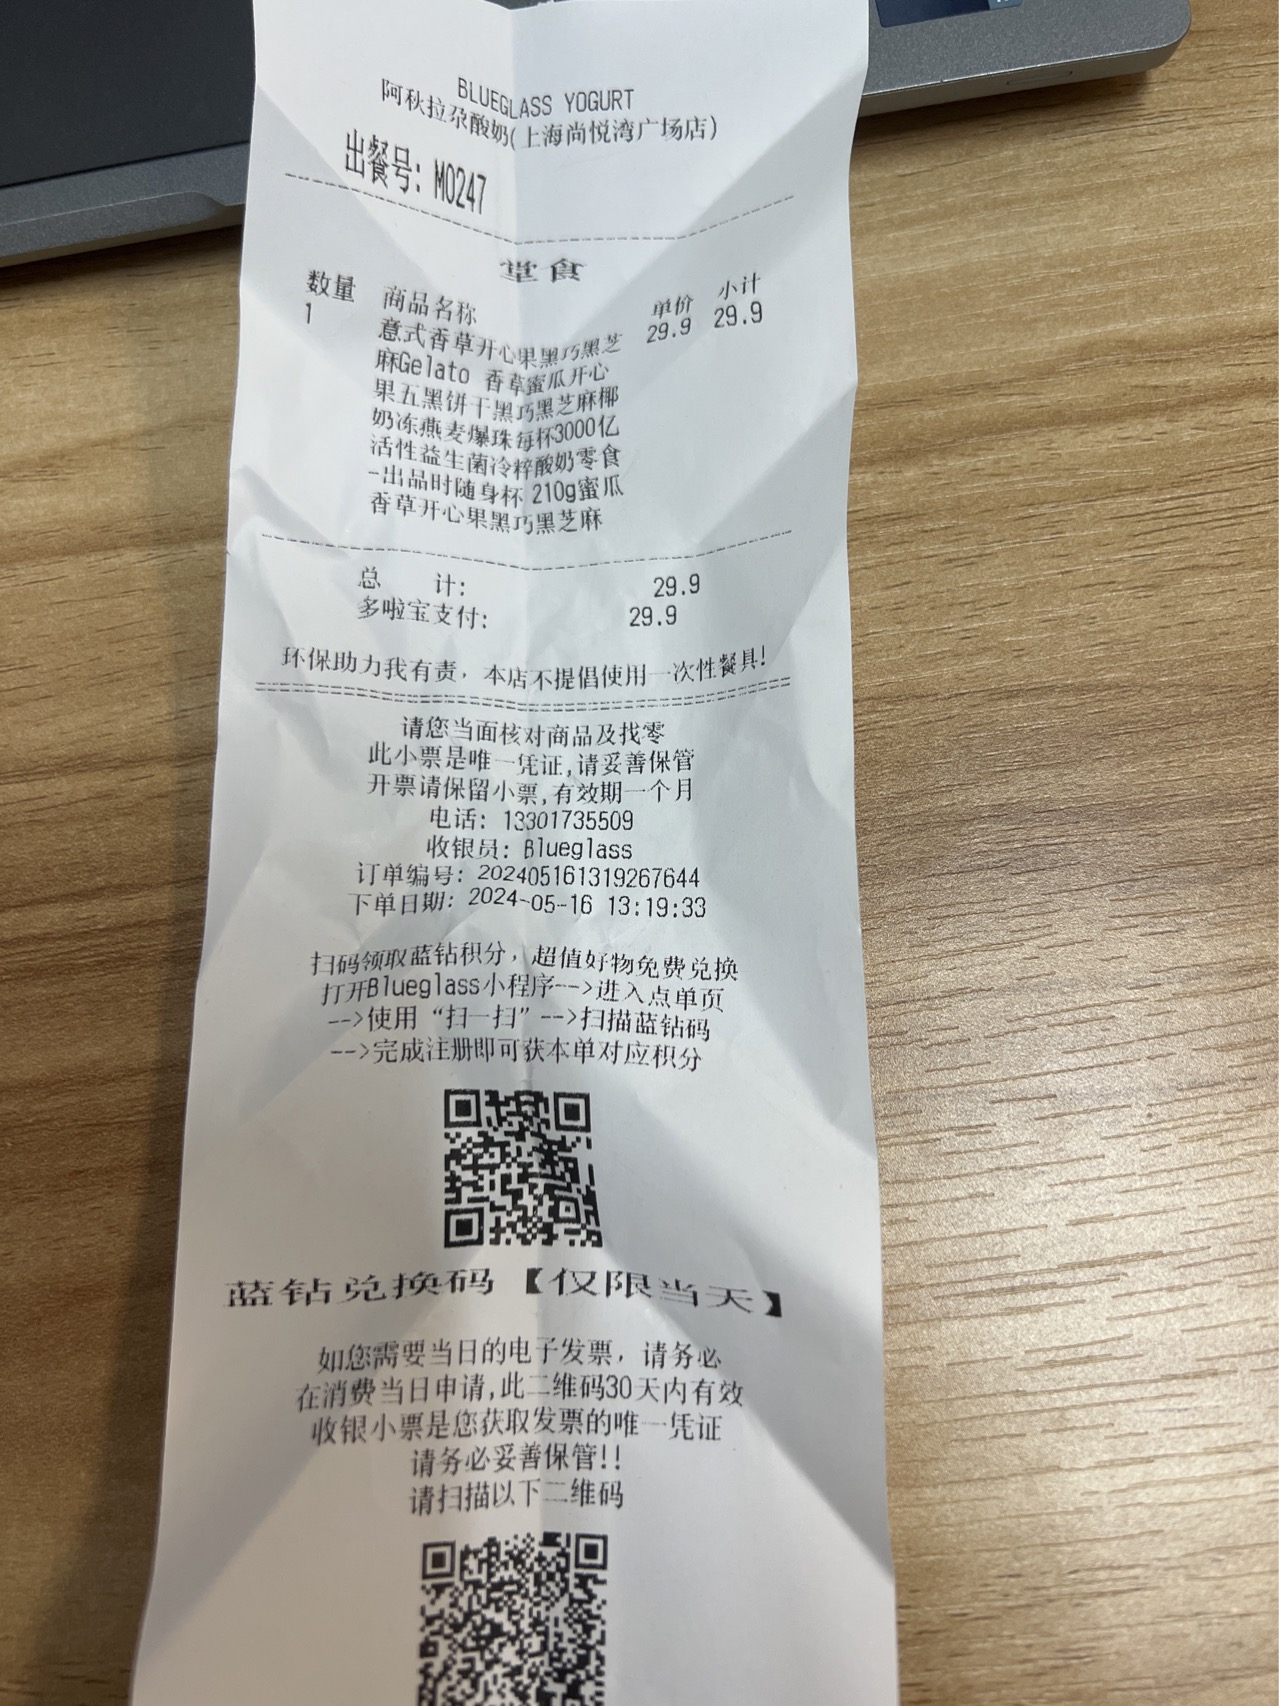 BLUEGLASS YOGURT
阿秋拉尕酸奶(上海尚悦湾广场店)
出餐号: M0247
堂食
数量 商品名称 单价 小计
1 意式香草开心果黑巧黑芝 29.9 29.9
麻Gelato 香草蜜瓜开心
果五黑饼干黑巧黑芝麻椰
奶冻燕麦爆珠每杯3000亿
活性益生菌冷粹酸奶零食
-出品时随身杯 210g蜜瓜
香草开心果黑巧黑芝麻
总 计: 29.9
多啦宝支付: 29.9
环保助力我有责，本店不提倡使用一次性餐具!
请您当面核对商品及找零
此小票是唯一凭证,请妥善保管
开票请保留小票,有效期一个月
电话: 13301735509
收银员: Blueglass
订单编号: 202405161319267644
下单日期: 2024-05-16 13:19:33
扫码领取蓝钻积分，超值好物免费兑换
打开Blueglass小程序-->进入点单页
-->使用“扫一扫”-->扫描蓝钻码
-->完成注册即可获本单对应积分
蓝钻兑换码【仅限当天】
如您需要当日的电子发票，请务必
在消费当日申请,此二维码30天内有效
收银小票是您获取发票的唯一凭证
请务必妥善保管!!
请扫描以下二维码